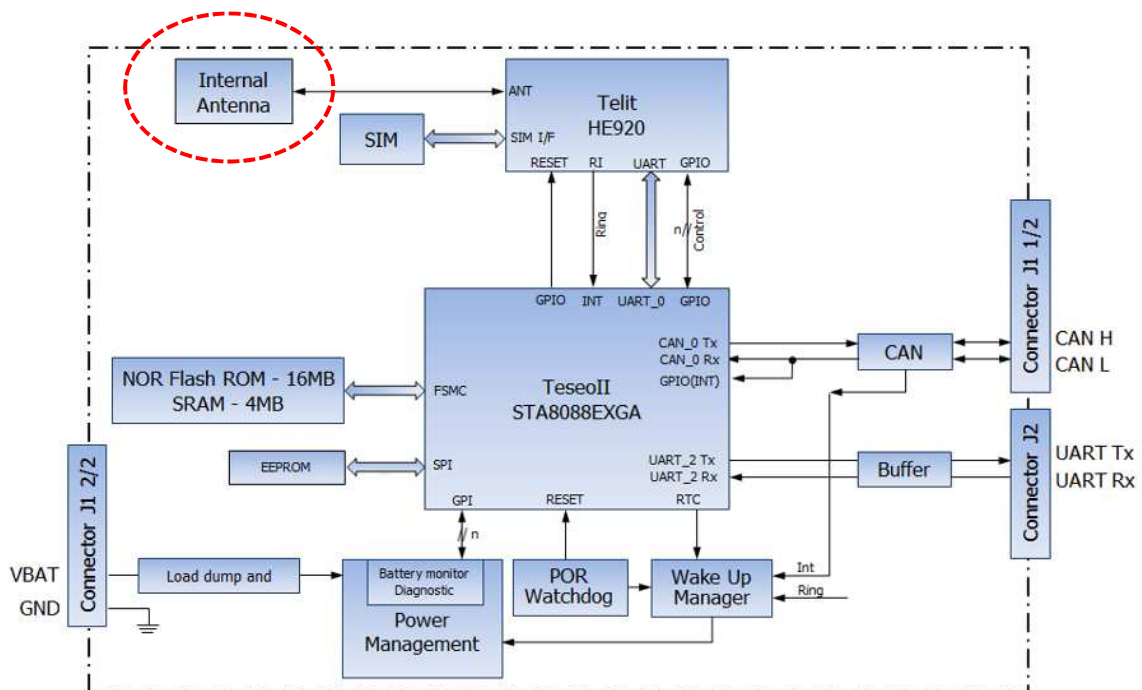 Internal
Antenna
ANT
Telit
HE920
SIM
SIM I/F
RESET
RI
UART
GPIO
Ring
n//
Control
GPIO
INT
UART_0
GPIO
Connector J1 1/2
CAN_0 Tx
CAN_0 Rx
GPIO(INT)
CAN
CAN H
CAN L
NOR Flash ROM - 16MB
SRAM - 4MB
FSMC
TeseoII
STA8088EXGA
EEPROM
SPI
UART_2 Tx
UART_2 Rx
Buffer
Connector J2
UART Tx
UART Rx
GPI
RESET
RTC
// n
Connector J1 2/2
VBAT
GND
Load dump and
Battery monitor
Diagnostic
Power
Management
POR
Watchdog
Wake Up
Manager
Int
Ring